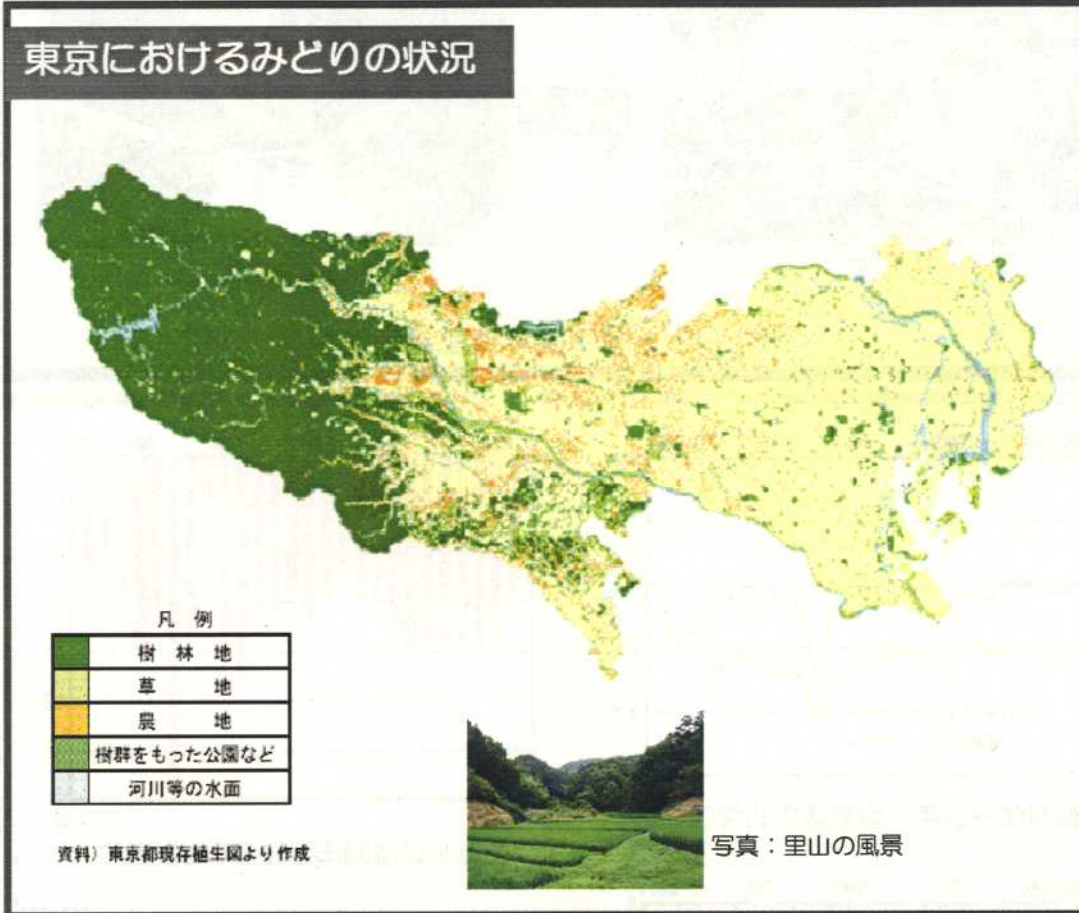 東京におけるみどりの状況
凡 例
樹 林 地
草 地
農 地
樹群をもった公園など
河川等の水面
資料）東京都現存植生図より作成
写真：里山の風景